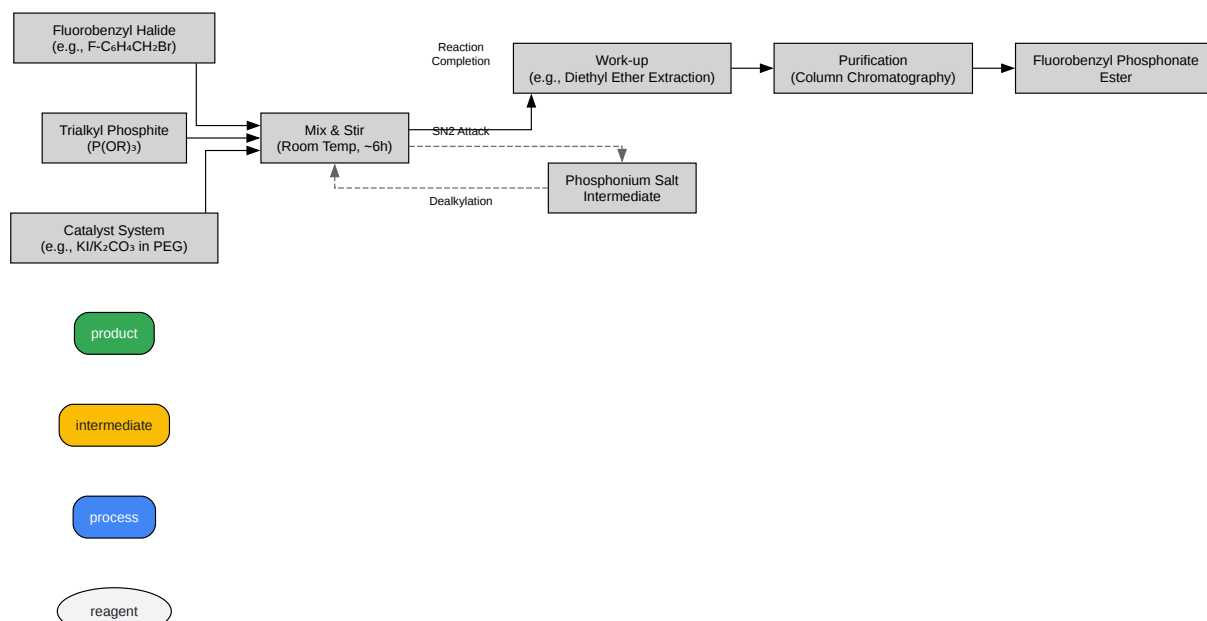 Fluorobenzyl Halide
(e.g., F-C₆H₄CH₂Br)
Trialkyl Phosphite
(P(OR)₃)
Catalyst System
(e.g., KI/K₂CO₃ in PEG)
Mix & Stir
(Room Temp, ~6h)
Reaction
Completion
SN2 Attack
Dealkylation
Phosphonium Salt
Intermediate
Work-up
(e.g., Diethyl Ether Extraction)
Purification
(Column Chromatography)
Fluorobenzyl Phosphonate
Ester
product
intermediate
process
reagent